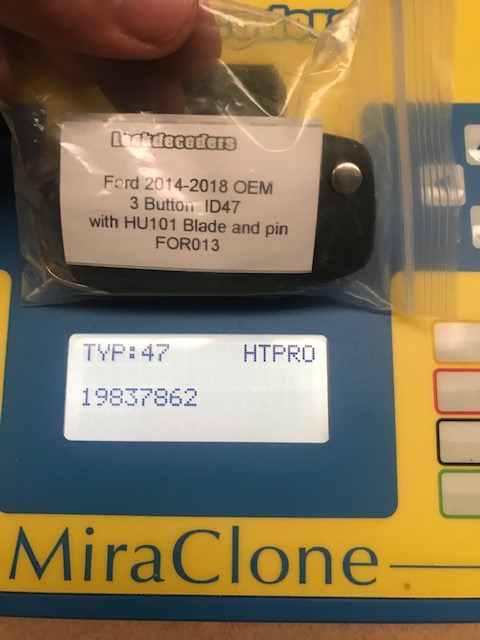 Lockdecoders
Ford 2014-2018 OEM
3 Button ID47
with HU101 Blade and pin
FOR013
TYP:47 HTPRO
19837862
MiraClone